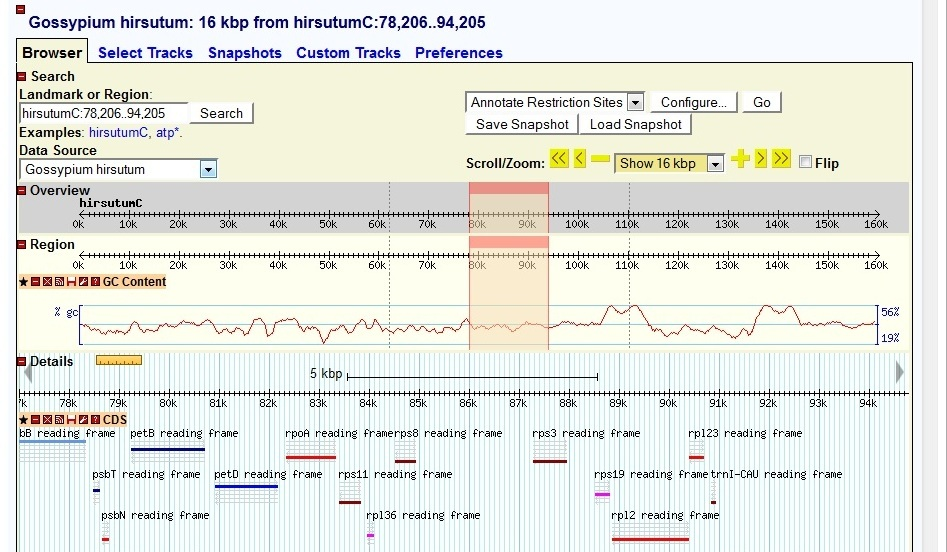 Gossypium hirsutum: 16 kbp from hirsutumC:78,206..94,205
Browser Select Tracks Snapshots Custom Tracks Preferences
Search
Landmark or Region:
hirsutumC:78,206..94,205 Search
Annotate Restriction Sites Configure... Go
Save Snapshot Load Snapshot
Examples: hirsutumC, atp*.
Data Source
Gossypium hirsutum
Scroll/Zoom: << < Show 16 kbp > >> Flip
Overview
hirsutumC
0k 10k 20k 30k 40k 50k 60k 70k 80k 90k 100k 110k 120k 130k 140k 150k 160k
Region
0k 10k 20k 30k 40k 50k 60k 70k 80k 90k 100k 110k 120k 130k 140k 150k 160k
GC Content
% gc 56%
19%
Details
5 kbp
7k 78k 79k 80k 81k 82k 83k 84k 85k 86k 87k 88k 89k 90k 91k 92k 93k 94k
CDS
bB reading frame petB reading frame rpoA reading frame rps8 reading frame rps3 reading frame rpl23 reading frame
psbT reading frame petD reading frame rps11 reading frame rps19 reading frame trnI-CAU reading frame
psbN reading frame rpl36 reading frame rpl2 reading frame